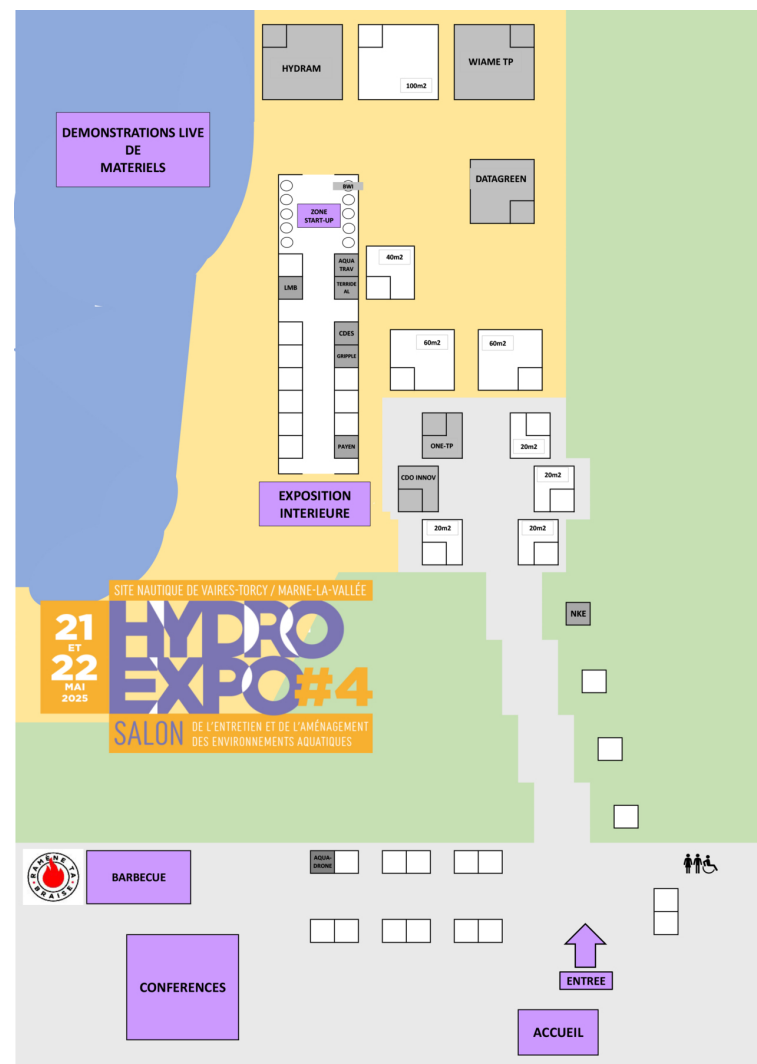 HYDRAM
100m2
WIAME TP
DEMONSTRATIONS LIVE
DE
MATERIELS
DATAGREEN
BWI
ZONE
START-UP
AQUA
TRAV
40m2
LMB
TERRIDE
AL
CDES
GRIPPLE
60m2
60m2
PAYEN
ONE-TP
20m2
CDO INNOV
20m2
EXPOSITION
INTERIEURE
20m2
20m2
SITE NAUTIQUE DE VAIRES-TORCY / MARNE-LA-VALLÉE
21
ET
22
MAI
2025
HYDRO
EXPO#4
SALON
DE L'ENTRETIEN ET DE L'AMÉNAGEMENT
DES ENVIRONNEMENTS AQUATIQUES
NKE
RAMÈNE TA
BRAISE
BARBECUE
AQUA-
DRONE
CONFERENCES
ENTREE
ACCUEIL